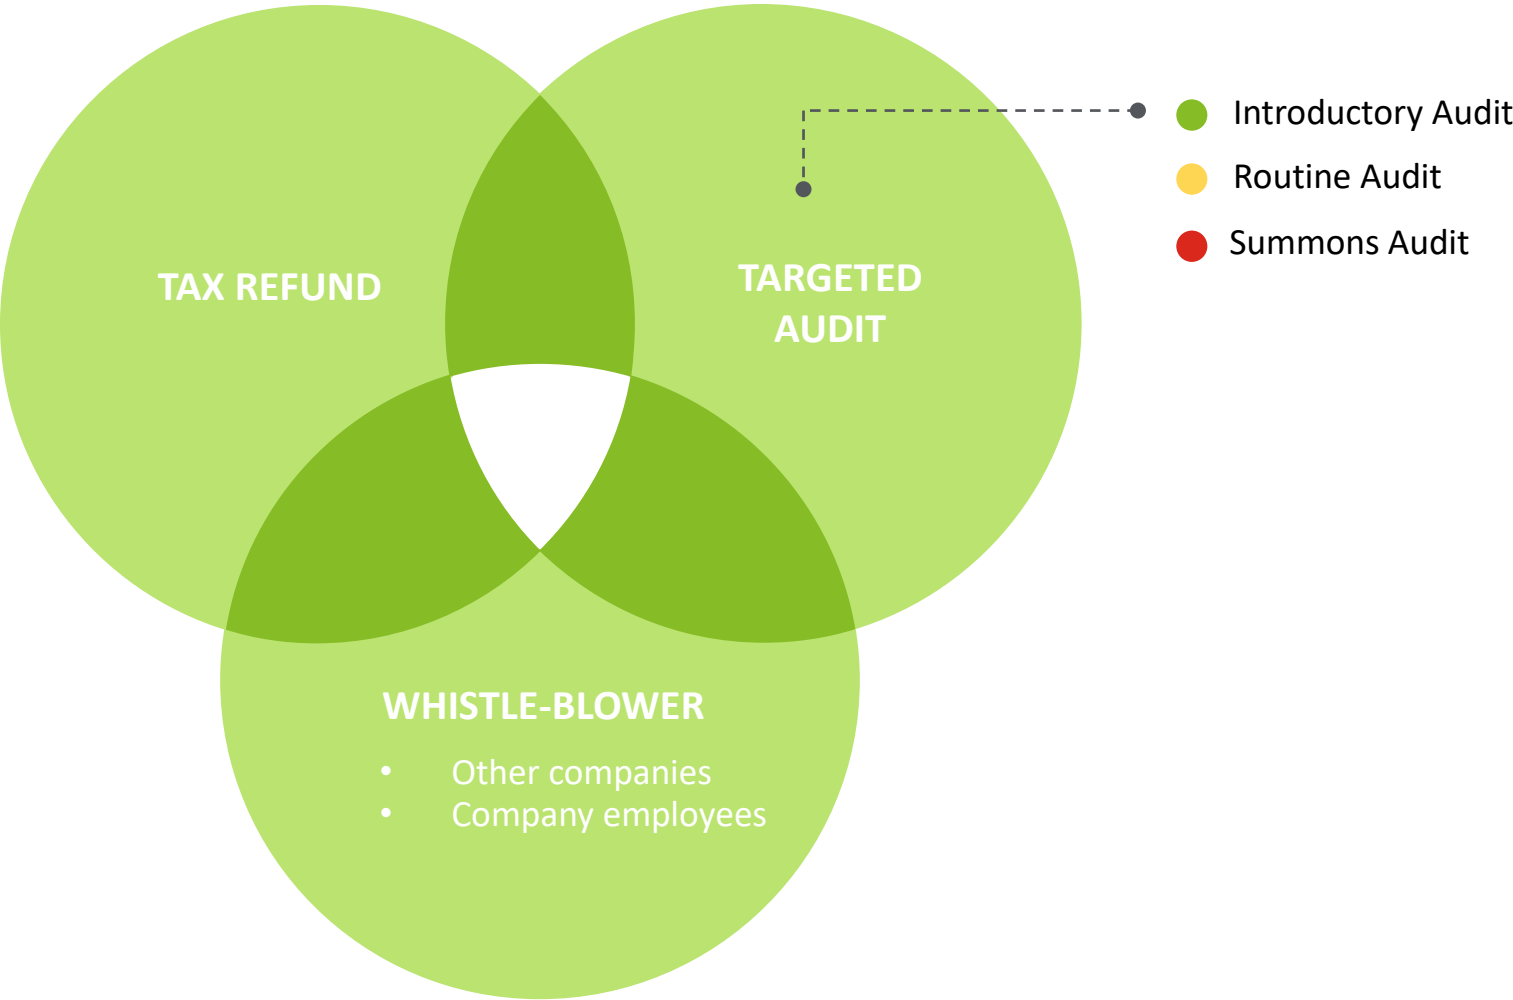 TAX REFUND
TARGETED
AUDIT
Introductory Audit
Routine Audit
Summons Audit
WHISTLE-BLOWER
• Other companies
• Company employees